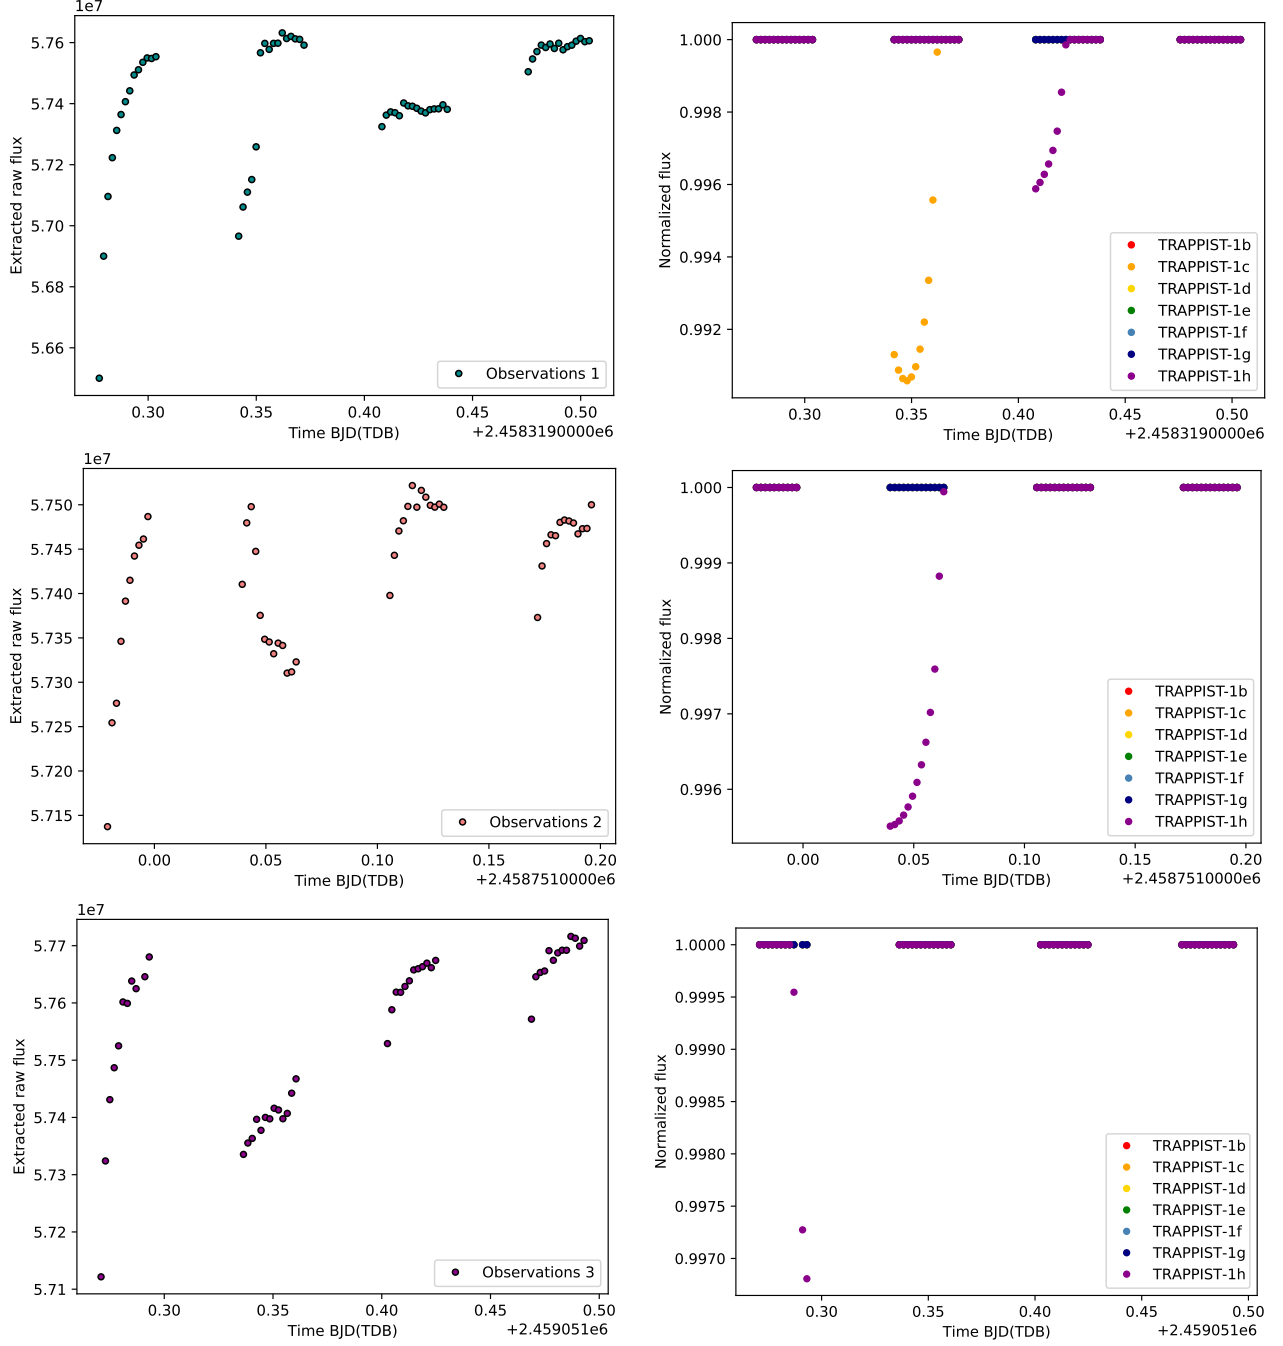 1e7
5.76
5.74
5.72
5.70
5.68
5.66
Extracted raw flux
Observations 1
0.30 0.35 0.40 0.45 0.50
Time BJD(TDB)
+2.4583190000e6
1.000
0.998
0.996
0.994
0.992
Normalized flux
TRAPPIST-1b
TRAPPIST-1c
TRAPPIST-1d
TRAPPIST-1e
TRAPPIST-1f
TRAPPIST-1g
TRAPPIST-1h
0.30 0.35 0.40 0.45 0.50
Time BJD(TDB)
+2.4583190000e6
1e7
5.750
5.745
5.740
5.735
5.730
5.725
5.720
5.715
Extracted raw flux
Observations 2
0.00 0.05 0.10 0.15 0.20
Time BJD(TDB)
+2.4587510000e6
1.000
0.999
0.998
0.997
0.996
Normalized flux
TRAPPIST-1b
TRAPPIST-1c
TRAPPIST-1d
TRAPPIST-1e
TRAPPIST-1f
TRAPPIST-1g
TRAPPIST-1h
0.00 0.05 0.10 0.15 0.20
Time BJD(TDB)
+2.4587510000e6
1e7
5.77
5.76
5.75
5.74
5.73
5.72
5.71
Extracted raw flux
Observations 3
0.30 0.35 0.40 0.45 0.50
Time BJD(TDB)
+2.459051e6
1.0000
0.9995
0.9990
0.9985
0.9980
0.9975
0.9970
Normalized flux
TRAPPIST-1b
TRAPPIST-1c
TRAPPIST-1d
TRAPPIST-1e
TRAPPIST-1f
TRAPPIST-1g
TRAPPIST-1h
0.30 0.35 0.40 0.45 0.50
Time BJD(TDB)
+2.459051e6